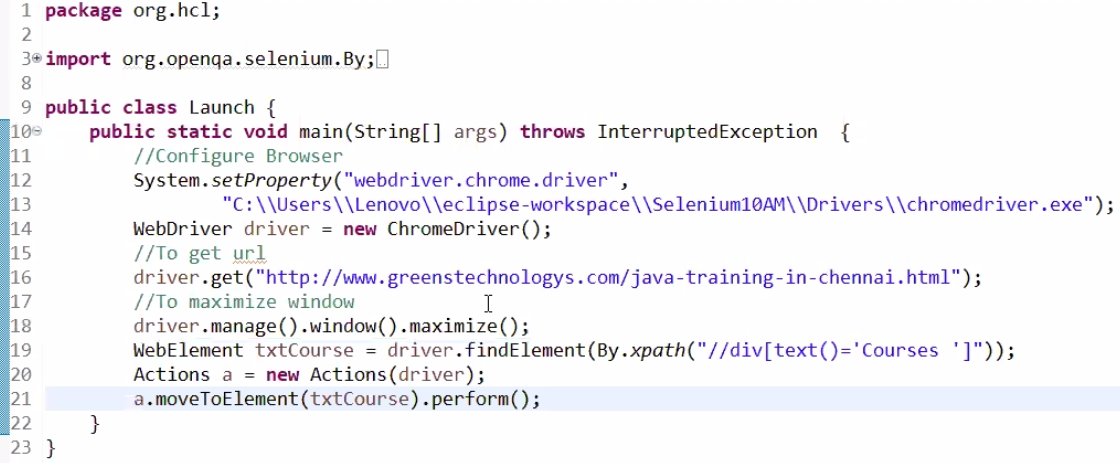 1 package org.hcl;
2
3 import org.openqa.selenium.By;
8
9 public class Launch {
10     public static void main(String[] args) throws InterruptedException  {
11         //Configure Browser
12         System.setProperty("webdriver.chrome.driver",
13                 "C:\\Users\\Lenovo\\eclipse-workspace\\Selenium10AM\\Drivers\\chromedriver.exe");
14         WebDriver driver = new ChromeDriver();
15         //To get url
16         driver.get("http://www.greenstechnologys.com/java-training-in-chennai.html");
17         //To maximize window
18         driver.manage().window().maximize();
19         WebElement txtCourse = driver.findElement(By.xpath("//div[text()='Courses ']"));
20         Actions a = new Actions(driver);
21         a.moveToElement(txtCourse).perform();
22     }
23 }